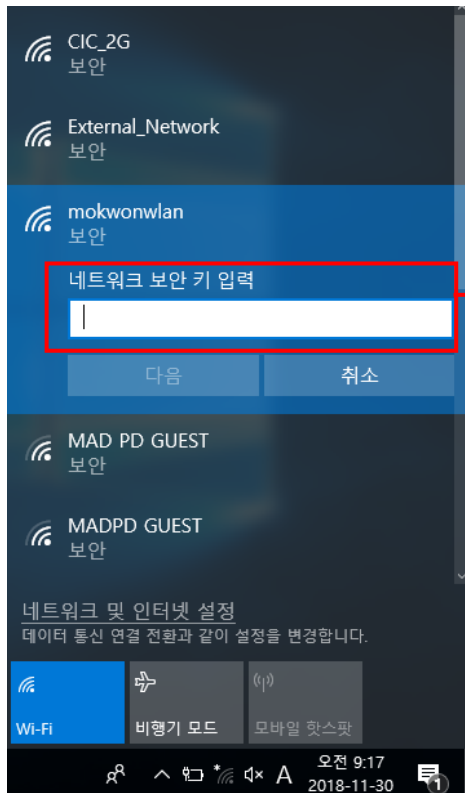 CIC_2G
보안
External_Network
보안
mokwonwlan
보안
네트워크 보안 키 입력
다음
취소
MAD PD GUEST
보안
MADPD GUEST
보안
네트워크 및 인터넷 설정
데이터 통신 연결 전환과 같이 설정을 변경합니다.
Wi-Fi
비행기 모드
모바일 핫스팟
A
오전 9:17
2018-11-30
1